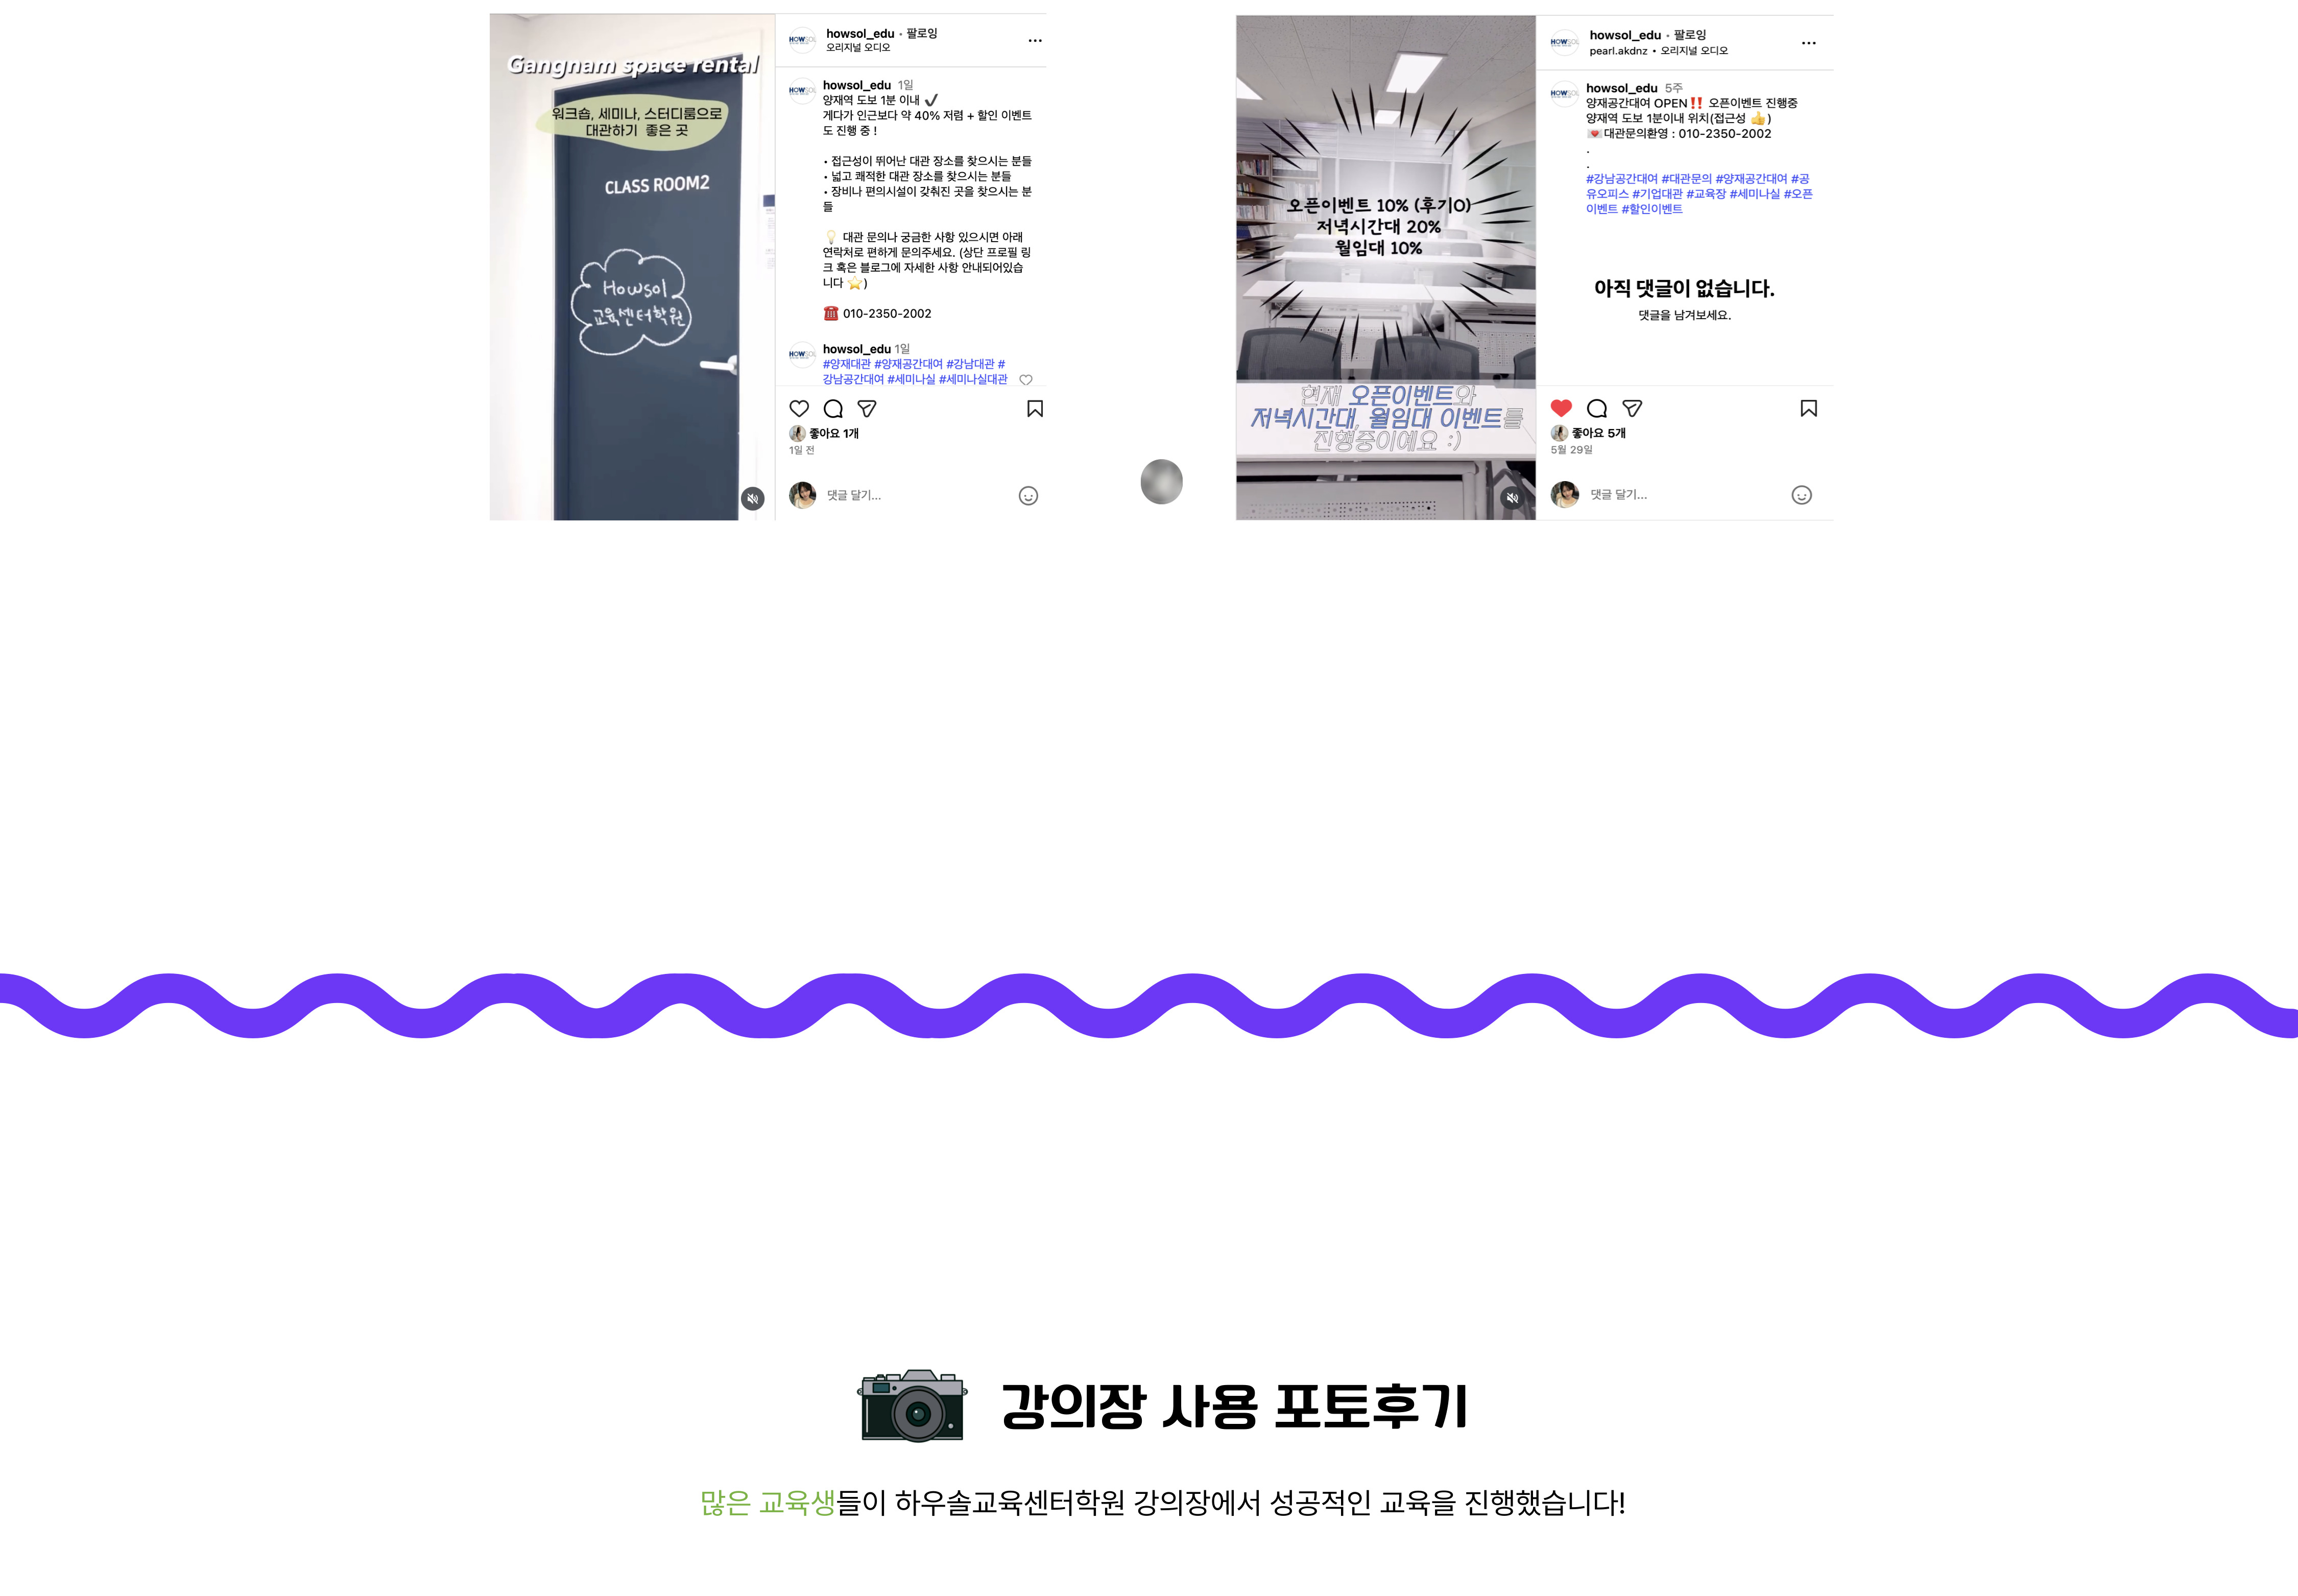 Gangnam space rental
워크숍, 세미나, 스터디룸으로
대관하기 좋은 곳
CLASS ROOM2
Howsol
교육센터학원
HOWSOL
howsol_edu • 팔로잉
오리지널 오디오
HOWSOL
howsol_edu 1일
양재역 도보 1분 이내 ✔
게다가 인근보다 약 40% 저렴 + 할인 이벤트
도 진행 중 !
• 접근성이 뛰어난 대관 장소를 찾으시는 분들
• 넓고 쾌적한 대관 장소를 찾으시는 분들
• 장비나 편의시설이 갖춰진 곳을 찾으시는 분
들
💡 대관 문의나 궁금한 사항 있으시면 아래
연락처로 편하게 문의주세요. (상단 프로필 링
크 혹은 블로그에 자세한 사항 안내되어있습
니다 ⭐)
☎ 010-2350-2002
HOWSOL
howsol_edu 1일
#양재대관 #양재공간대여 #강남대관 #
강남공간대여 #세미나실 #세미나실대관
좋아요 1개
1일 전
댓글 달기...
오픈이벤트 10% (후기O)
저녁시간대 20%
월임대 10%
현재 오픈이벤트와
저녁시간대, 월임대 이벤트를
진행중이예요 :)
HOWSOL
howsol_edu • 팔로잉
pearl.akdnz • 오리지널 오디오
HOWSOL
howsol_edu 5주
양재공간대여 OPEN‼ 오픈이벤트 진행중
양재역 도보 1분이내 위치(접근성 👍)
💌대관문의환영 : 010-2350-2002
.
.
#강남공간대여 #대관문의 #양재공간대여 #공
유오피스 #기업대관 #교육장 #세미나실 #오픈
이벤트 #할인이벤트
아직 댓글이 없습니다.
댓글을 남겨보세요.
좋아요 5개
5월 29일
댓글 달기...
강의장 사용 포토후기
많은 교육생들이 하우솔교육센터학원 강의장에서 성공적인 교육을 진행했습니다!